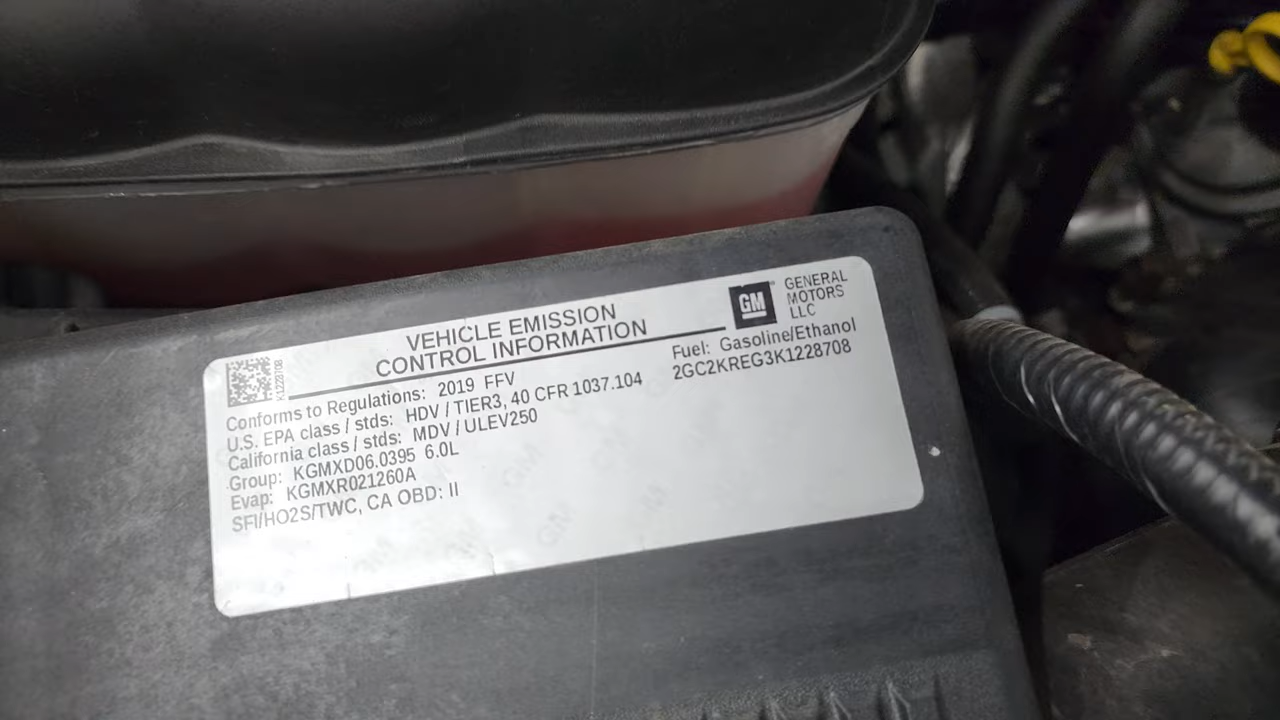 VEHICLE EMISSION
CONTROL INFORMATION
GM
GENERAL
MOTORS
LLC
K1228708
Conforms to Regulations: 2019 FFV
Fuel: Gasoline/Ethanol
U.S. EPA class / stds: HDV / TIER3, 40 CFR 1037.104
2GC2KREG3K1228708
California class / stds: MDV / ULEV250
Group: KGMXD06.0395 6.0L
Evap: KGMXR021260A
SFI/HO2S/TWC, CA OBD: II